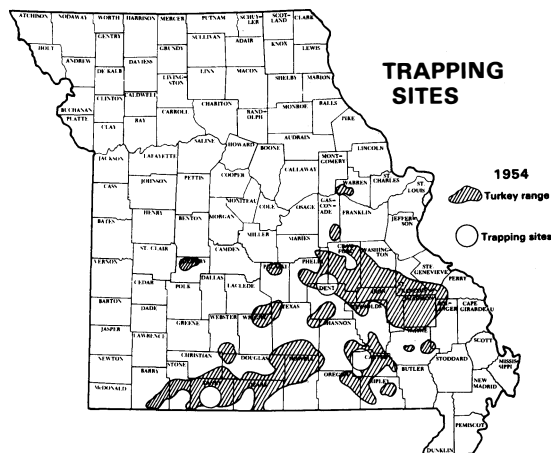 ATCHISON NODAWAY WORTH HARRISON MERCER PUTNAM SCHUY-
LER SCOT-
LAND CLARK
GENTRY SULLIVAN ADAIR KNOX LEWIS
HOLT ANDREW GRUNDY
DE KALB DAVIESS LIVING-
STON LINN MACON SHELBY MARION
BUCHANAN CLINTON CALDWELL
PLATTE CLAY RAY CARROLL CHARITON RAND-
OLPH MONROE RALLS
PIKE
AUDRAIN
TRAPPING
SITES
JACKSON LAFAYETTE SALINE HOWARD BOONE CALLAWAY MONT-
GOMERY LINCOLN
CASS JOHNSON PETTIS COOPER WARREN ST.
CHARLES ST.
LOUIS
MONITEAU COLE OSAGE GAS-
CON-
ADE FRANKLIN JEFFER-
SON
BATES HENRY BENTON MORGAN MILLER MARIES
1954
Turkey range
Trapping sites
VERNON ST. CLAIR CAMDEN PHELPS WASHING-
TON STE
GENEVIEVE PERRY
CEDAR POLK DALLAS LACLEDE DENT
BARTON DADE GREENE WEBSTER TEXAS SHANNON CAPE
GIRARDEAU
JASPER LAWRENCE CHRISTIAN DOUGLAS CARTER SCOTT
NEWTON BARRY STONE OREGON RIPLEY BUTLER STODDARD MISSIS
SIPPI
McDONALD NEW
MADRID
PEMISCOT
DUNKLIN